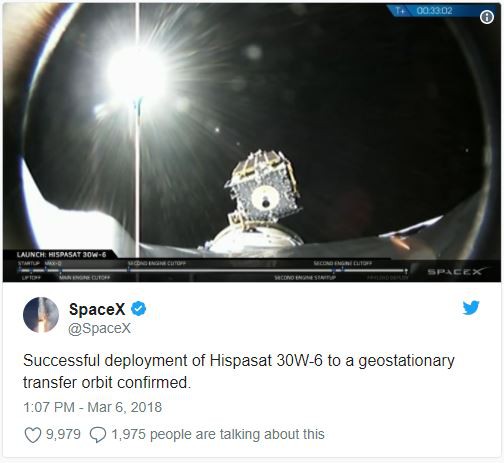 T+ 00:33:02
LAUNCH: HISPASAT 30W-6
STARTUP MAX-Q SECOND ENGINE CUTOFF SECOND ENGINE CUTOFF
LIFTOFF MAIN ENGINE CUTOFF SECOND ENGINE STARTUP PAYLOAD DEPLOY
SPACEX
SpaceX
@SpaceX
Successful deployment of Hispasat 30W-6 to a geostationary
transfer orbit confirmed.
1:07 PM - Mar 6, 2018
9,979 1,975 people are talking about this